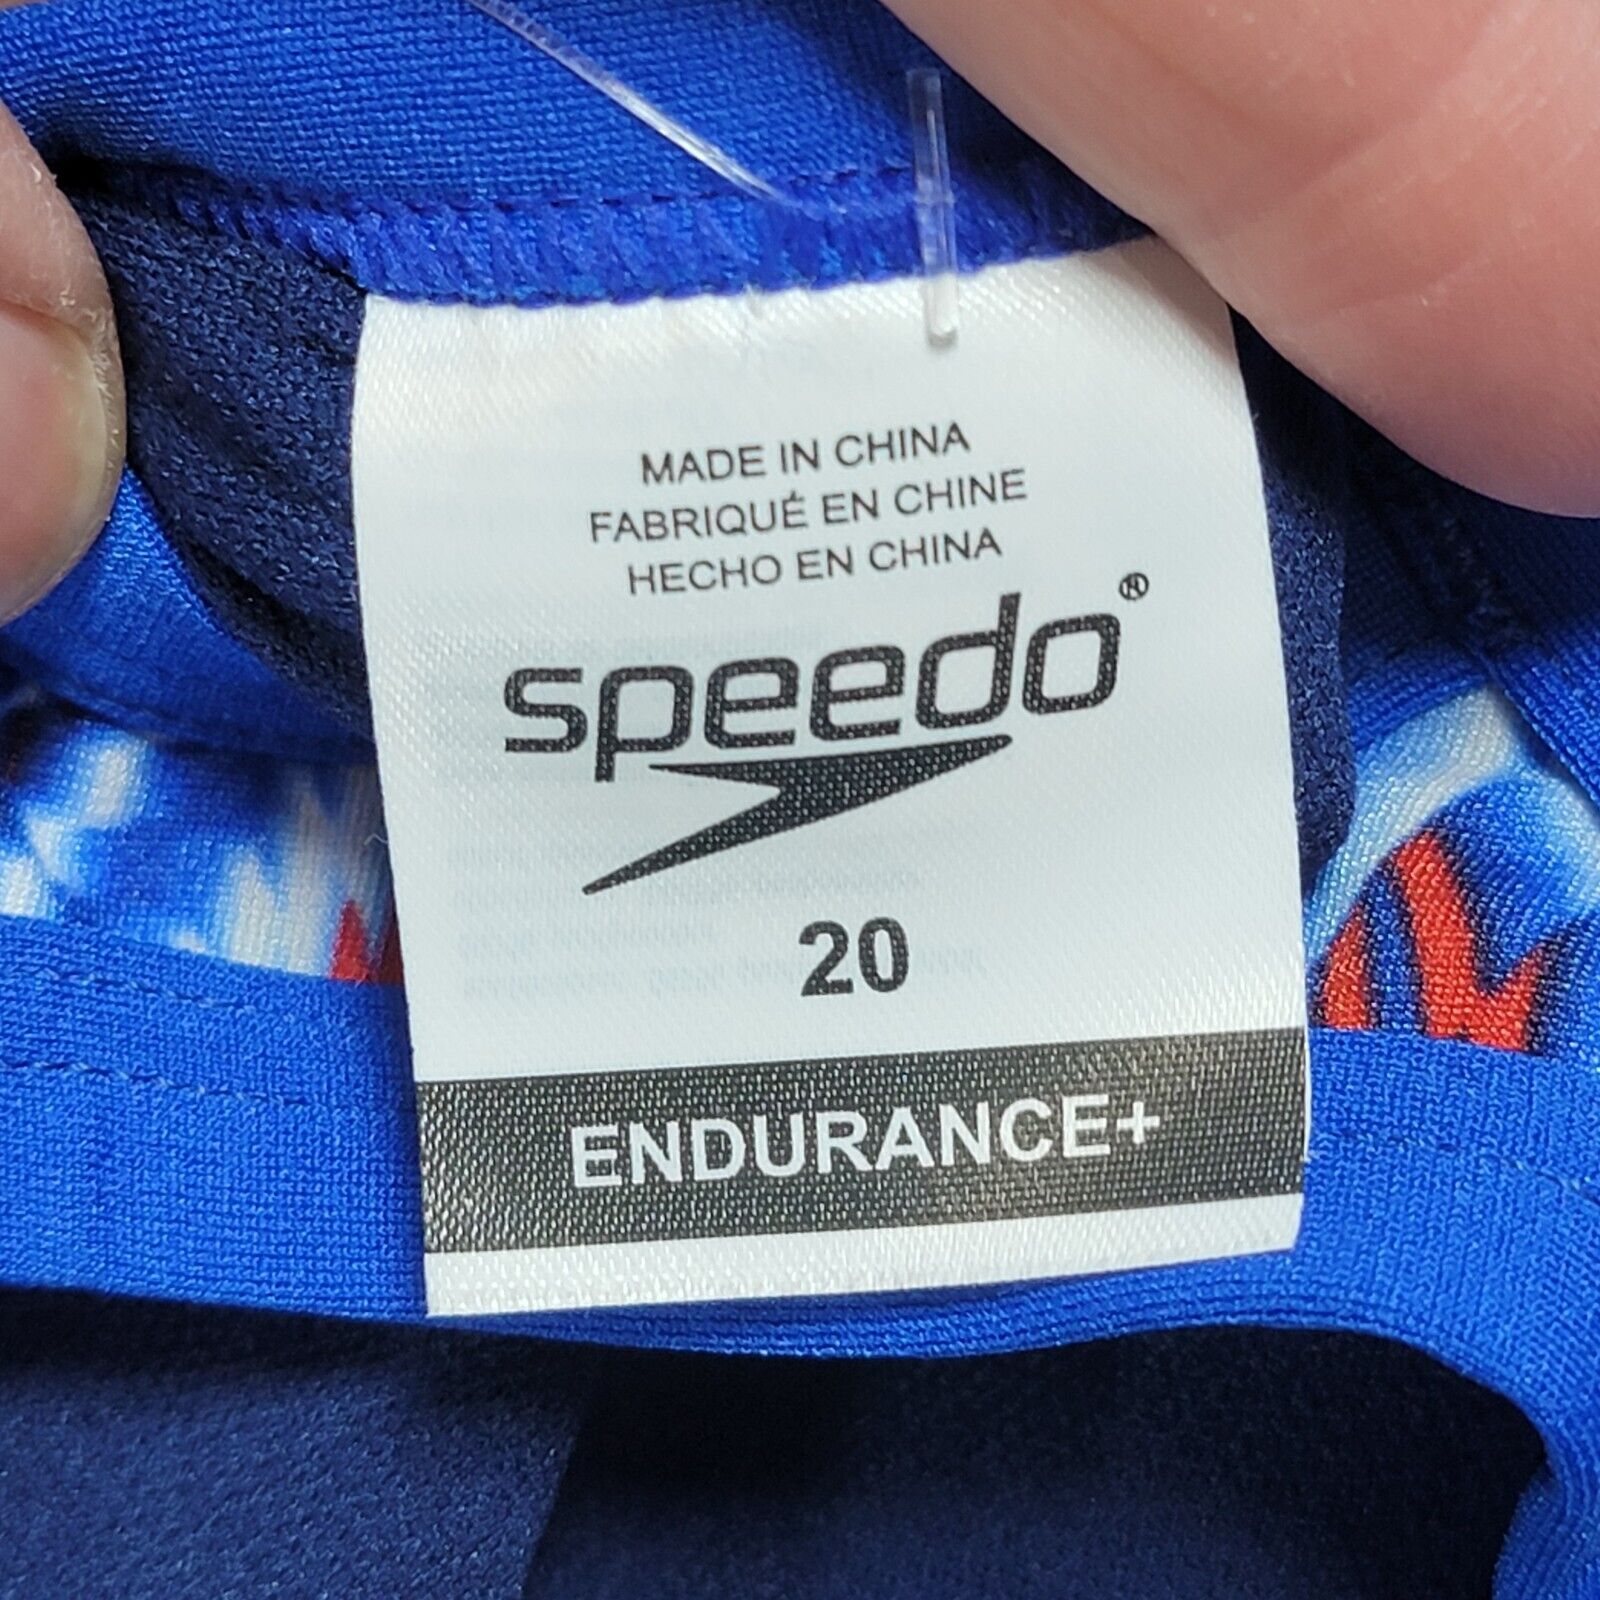 MADE IN CHINA
FABRIQUÉ EN CHINE
HECHO EN CHINA
speedo®
20
ENDURANCE+